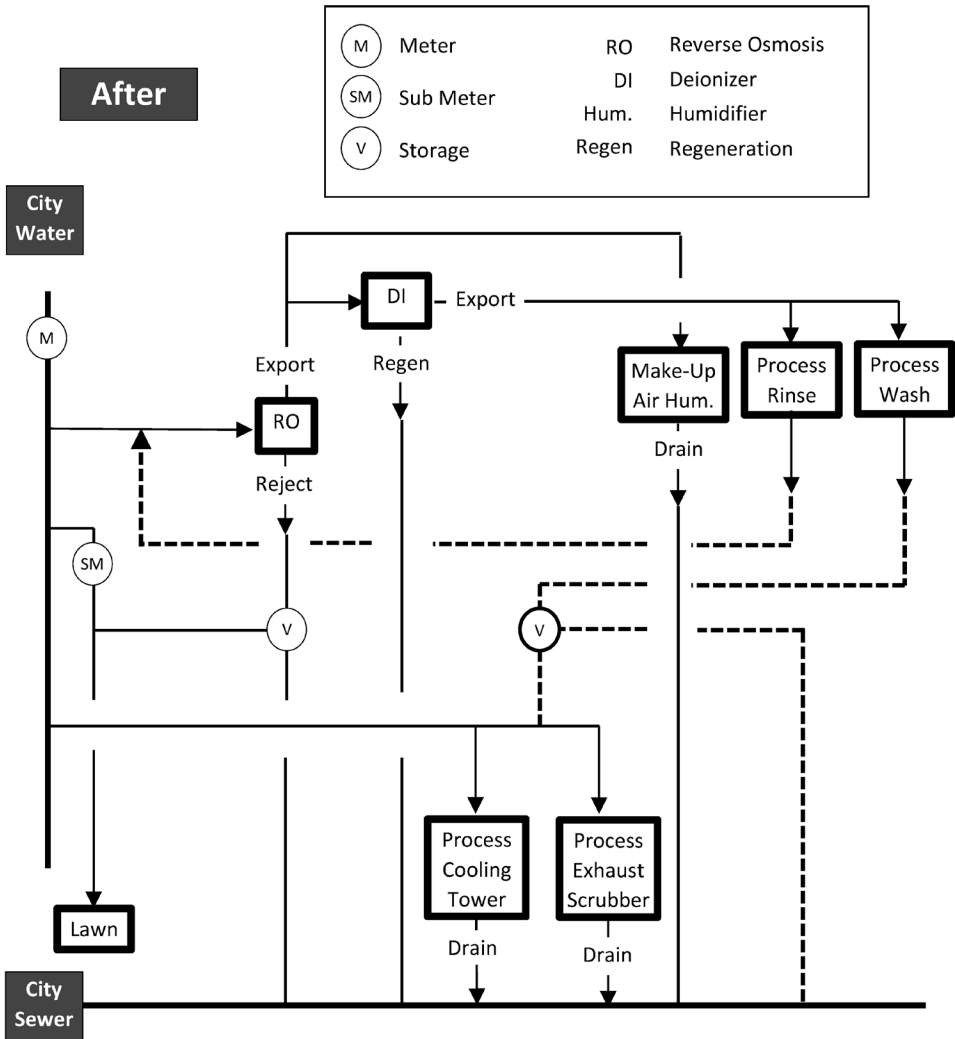 After
M Meter
SM Sub Meter
V Storage
RO Reverse Osmosis
DI Deionizer
Hum. Humidifier
Regen Regeneration
City
Water
M
DI
Export
Export
Regen
Make-Up
Air Hum.
Process
Rinse
Process
Wash
RO
Drain
Reject
SM
V
V
Process
Cooling
Tower
Process
Exhaust
Scrubber
Lawn
Drain
Drain
City
Sewer